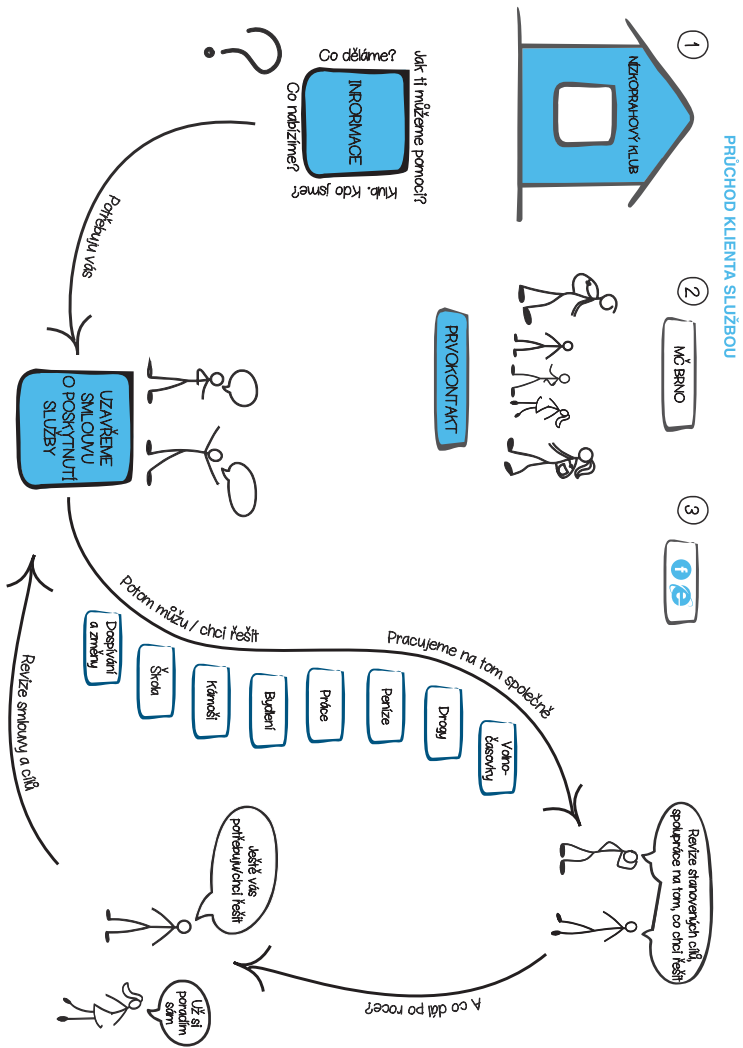 PRŮCHOD KLIENTA SLUŽBOU
1
NÍZKOPRAHOVÝ KLUB
2
MČ BRNO
3
f e
PRVOKONTAKT
Jak ti můžeme pomoci?
Co děláme?
INRORMACE
Co nabízíme?
Klub. Kdo jsme?
?
Potřebuju vás
UZAVŘEME
SMLOUVU
O POSKYTNUTÍ
SLUŽBY
Potom můžu / chci řešit
Pracujeme na tom společně
Dospívání
a změny
Škola
Kámoši
Bydlení
Práce
Peníze
Drogy
Volno-
časovky
Revize stanovených cílů,
spolupráce na tom, co chci řešit
A co dál po roce?
Ještě vás
potřebuju/chci řešit
Už si
poradím
sám
Revize smlouvy a cílů